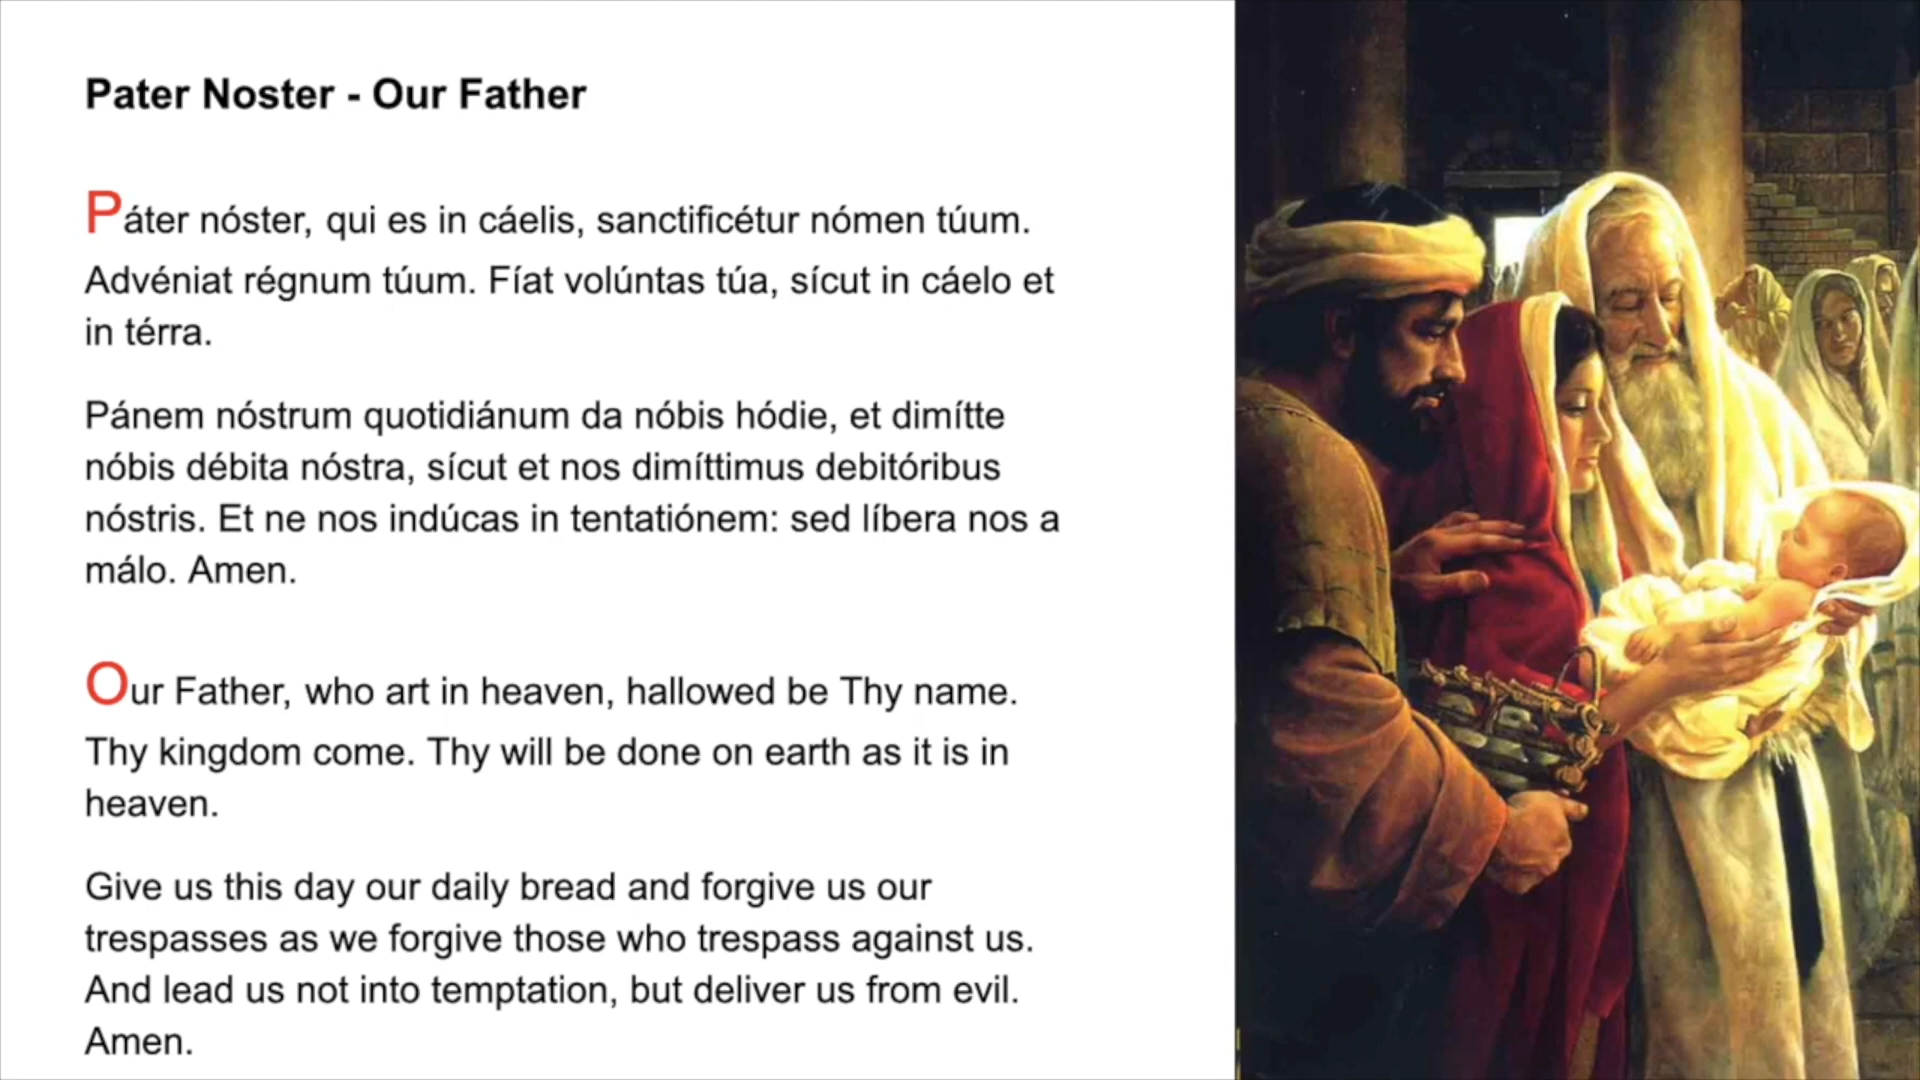 Pater Noster - Our Father
Páter nóster, qui es in cáelis, sanctificétur nómen túum.
Advéniat régnum túum. Fíat volúntas túa, sícut in cáelo et
in térra.
Pánem nóstrum quotidiánum da nóbis hódie, et dimítte
nóbis débita nóstra, sícut et nos dimíttimus debitóribus
nóstris. Et ne nos indúcas in tentatiónem: sed líbera nos a
málo. Amen.
Our Father, who art in heaven, hallowed be Thy name.
Thy kingdom come. Thy will be done on earth as it is in
heaven.
Give us this day our daily bread and forgive us our
trespasses as we forgive those who trespass against us.
And lead us not into temptation, but deliver us from evil.
Amen.